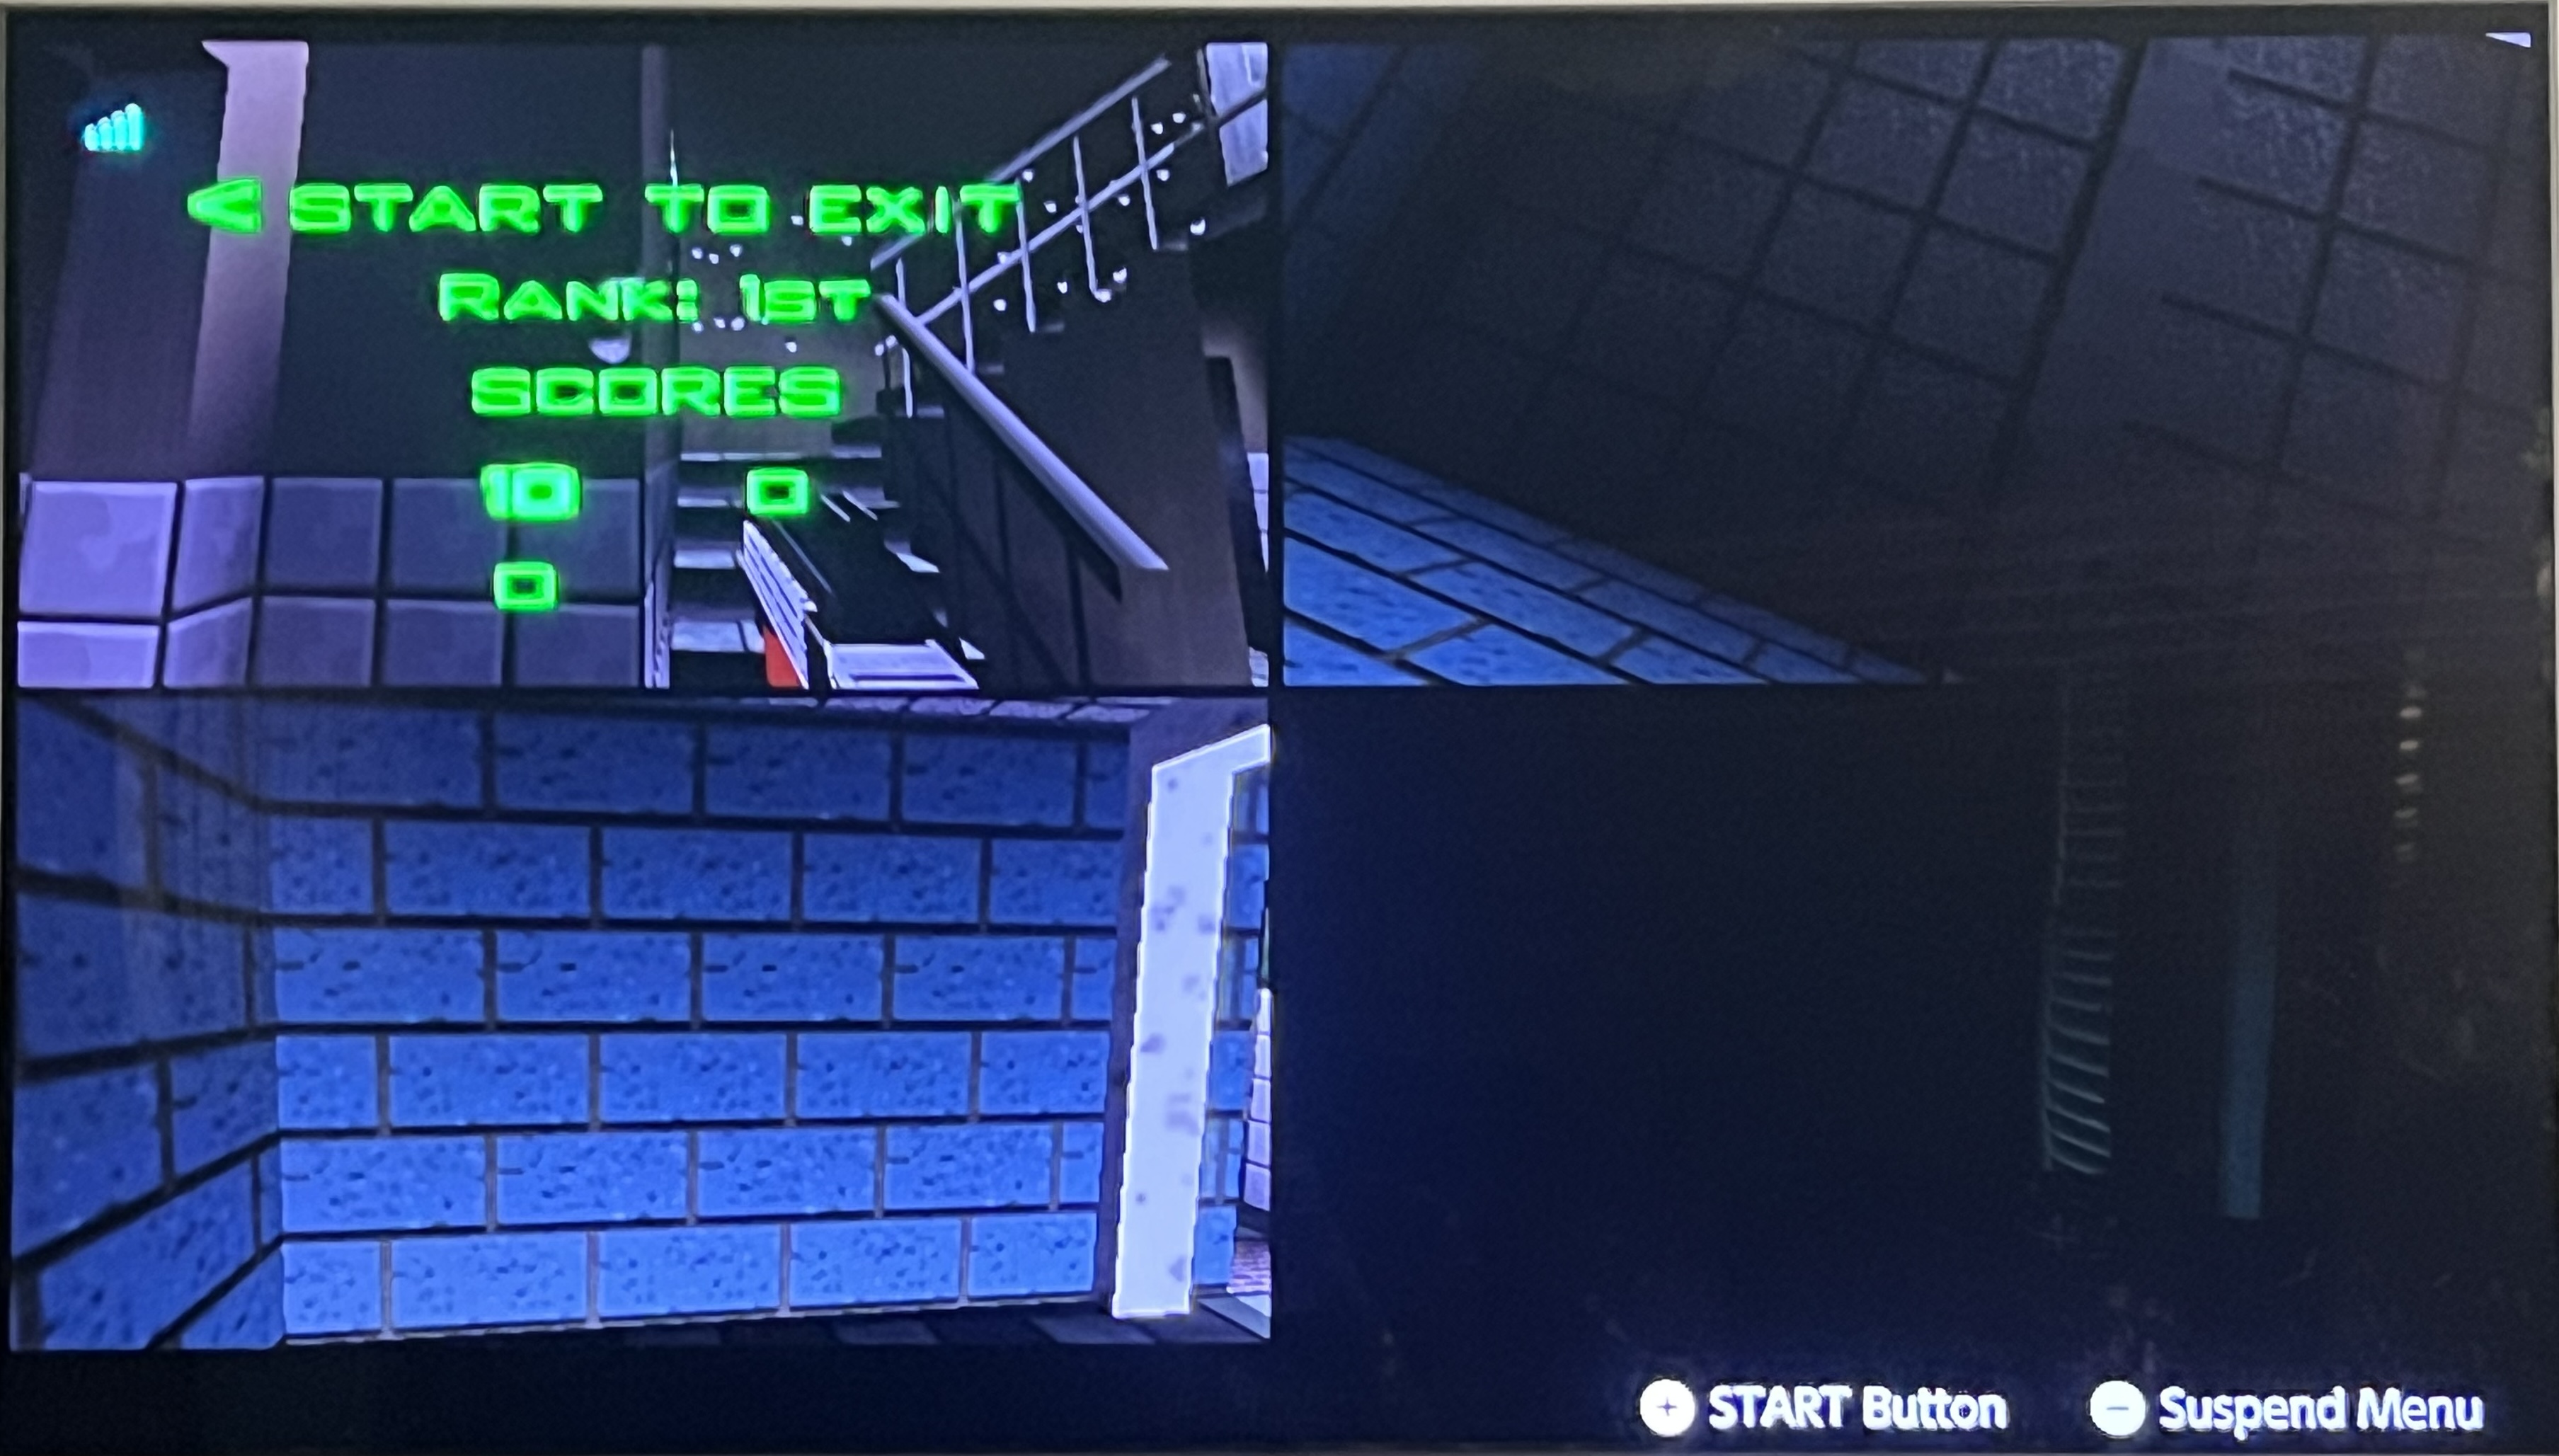 START TO EXIT
RANK: 1ST
SCORES
10 0
0
+ START Button - Suspend Menu